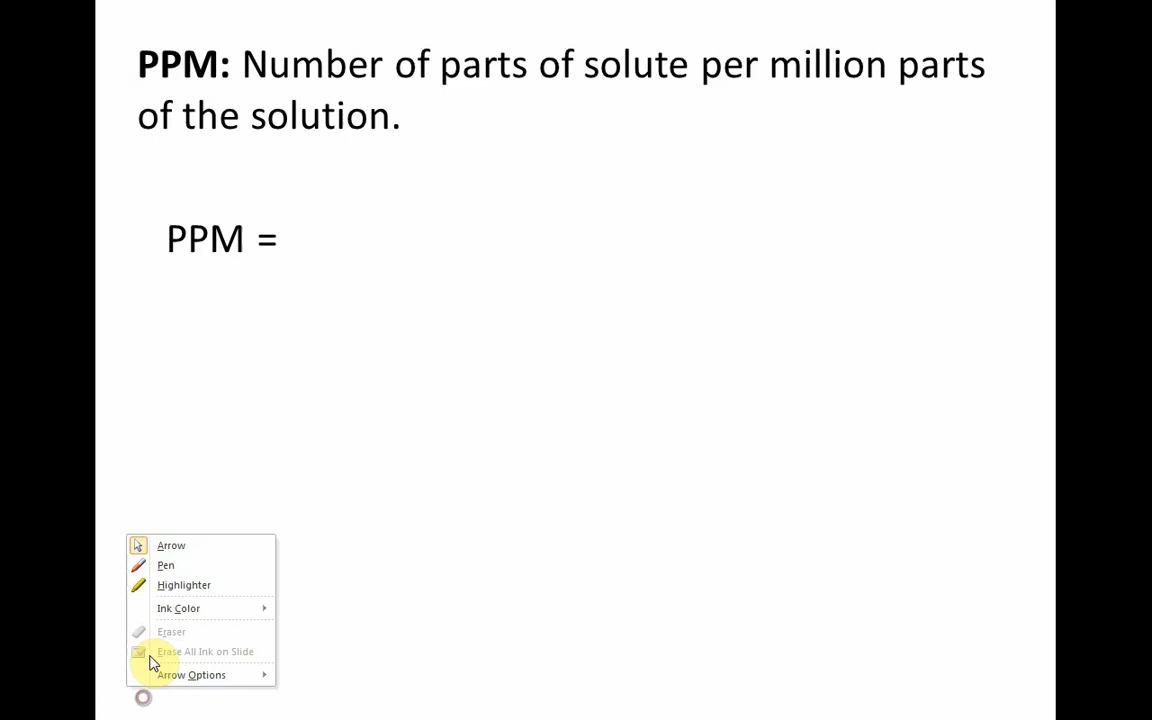 PPM: Number of parts of solute per million parts
of the solution.
PPM =
Arrow
Pen
Highlighter
Ink Color
Eraser
Erase All Ink on Slide
Arrow Options